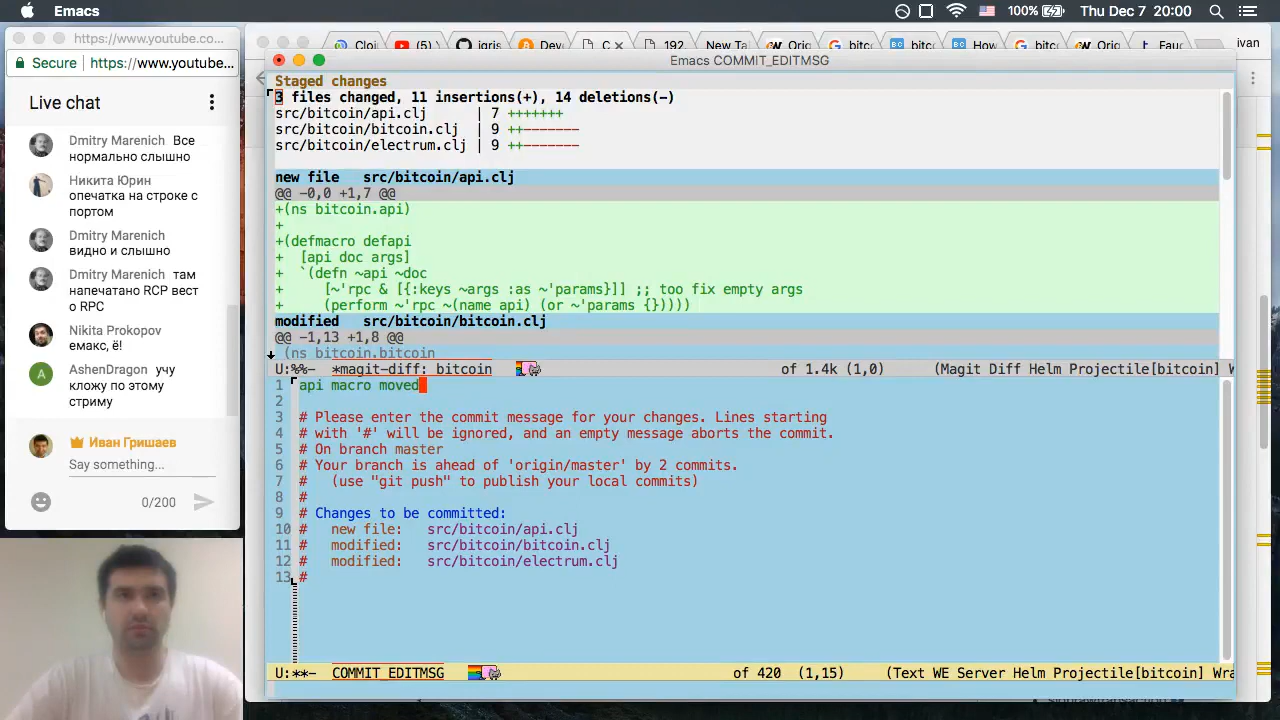 Emacs
100%
Thu Dec 7 20:00
https://www.youtube.co...
Secure
https://www.youtube...
Live chat
Dmitry Marenich Все
нормально слышно
Никита Юрин
опечатка на строке с
портом
Dmitry Marenich
видно и слышно
Dmitry Marenich там
напечатано RCP вест
о RPC
Nikita Prokopov
емакс, ё!
A
AshenDragon учу
кложу по этому
стриму
Иван Гришаев
Say something...
0/200
(5)
192.
New Ta
ivan
Emacs COMMIT_EDITMSG
Staged changes
3 files changed, 11 insertions(+), 14 deletions(-)
src/bitcoin/api.clj | 7 +++++++
src/bitcoin/bitcoin.clj | 9 ++-------
src/bitcoin/electrum.clj | 9 ++-------
new file src/bitcoin/api.clj
@@ -0,0 +1,7 @@
+(ns bitcoin.api)
+
+(defmacro defapi
+ [api doc args]
+ `(defn ~api ~doc
+ [~'rpc & [{:keys ~args :as ~'params}]] ;; too fix empty args
+ (perform ~'rpc ~(name api) (or ~'params {}))))
modified src/bitcoin/bitcoin.clj
@@ -1,13 +1,8 @@
(ns bitcoin.bitcoin
U:%%- *magit-diff: bitcoin of 1.4k (1,0) (Magit Diff Helm Projectile[bitcoin] W
1 api macro moved
2
3 # Please enter the commit message for your changes. Lines starting
4 # with '#' will be ignored, and an empty message aborts the commit.
5 # On branch master
6 # Your branch is ahead of 'origin/master' by 2 commits.
7 # (use "git push" to publish your local commits)
8 #
9 # Changes to be committed:
10 # new file: src/bitcoin/api.clj
11 # modified: src/bitcoin/bitcoin.clj
12 # modified: src/bitcoin/electrum.clj
13 #
U:**- COMMIT_EDITMSG of 420 (1,15) (Text WE Server Helm Projectile[bitcoin] Wra